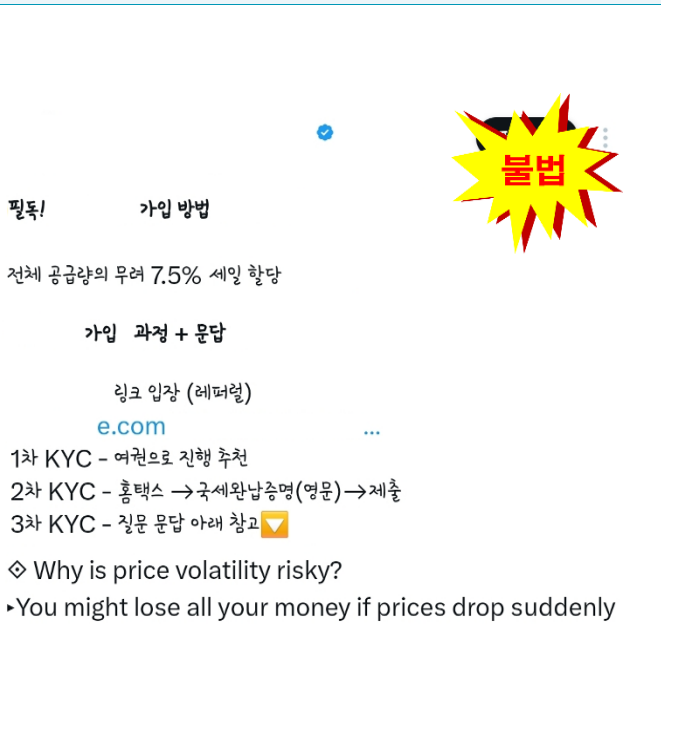 불법
필독! 가입 방법
전체 공급량의 무려 7.5% 세일 할당
가입 과정 + 문답
링크 입장 (레퍼럴)
e.com ...
1차 KYC - 여권으로 진행 추천
2차 KYC - 홈택스 →국세완납증명(영문)→제출
3차 KYC - 질문 문답 아래 참고🔽
⟐ Why is price volatility risky?
▸You might lose all your money if prices drop suddenly